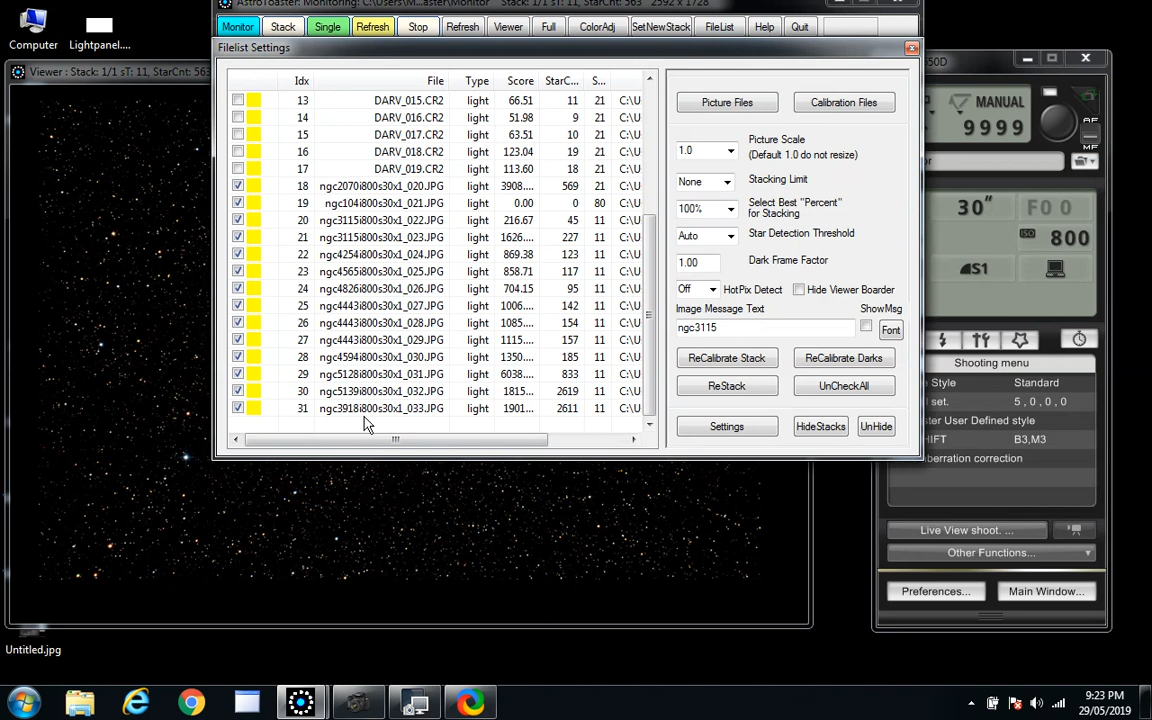 AstroToaster: Monitoring: C:\Users\M...aster\Monitor Stack: 1/1 sT: 11, StarCnt: 563 2592 x 1728
Monitor Stack Single Refresh Stop Refresh Viewer Full ColorAdj SetNewStack FileList Help Quit
Computer
Lightpanel....
Viewer : Stack: 1/1 sT: 11, StarCnt: 563
Filelist Settings
Idx File Type Score StarC... S...
13 DARV_015.CR2 light 66.51 11 21 C:\U
14 DARV_016.CR2 light 51.98 9 21 C:\U
15 DARV_017.CR2 light 63.51 10 21 C:\U
16 DARV_018.CR2 light 123.04 19 21 C:\U
17 DARV_019.CR2 light 113.60 18 21 C:\U
18 ngc2070i800s30x1_020.JPG light 3908.... 569 21 C:\U
19 ngc104i800s30x1_021.JPG light 0.00 0 80 C:\U
20 ngc3115i800s30x1_022.JPG light 216.67 45 11 C:\U
21 ngc3115i800s30x1_023.JPG light 1626.... 227 11 C:\U
22 ngc4254i800s30x1_024.JPG light 869.38 123 11 C:\U
23 ngc4565i800s30x1_025.JPG light 858.71 117 11 C:\U
24 ngc4826i800s30x1_026.JPG light 704.15 95 11 C:\U
25 ngc4443i800s30x1_027.JPG light 1006.... 142 11 C:\U
26 ngc4443i800s30x1_028.JPG light 1085.... 154 11 C:\U
27 ngc4443i800s30x1_029.JPG light 1115.... 157 11 C:\U
28 ngc4594i800s30x1_030.JPG light 1350.... 185 11 C:\U
29 ngc5128i800s30x1_031.JPG light 6038.... 833 11 C:\U
30 ngc5139i800s30x1_032.JPG light 1815... 2619 11 C:\U
31 ngc3918i800s30x1_033.JPG light 1901... 2611 11 C:\U
Picture Files Calibration Files
1.0 Picture Scale
(Default 1.0 do not resize)
None Stacking Limit
100% Select Best "Percent"
for Stacking
Auto Star Detection Threshold
1.00 Dark Frame Factor
Off HotPix Detect Hide Viewer Boarder
Image Message Text ShowMsg
ngc3115 Font
ReCalibrate Stack ReCalibrate Darks
ReStack UnCheckAll
Settings HideStacks UnHide
650D
MANUAL
9999
AF
MF
30"
F0 0
ISO
800
S1
Shooting menu
e Style Standard
l set. 5 , 0 , 0 , 0
ster User Defined style
HIFT B3,M3
berration correction
Live View shoot. ...
Other Functions...
Preferences... Main Window...
Untitled.jpg
9:23 PM
29/05/2019